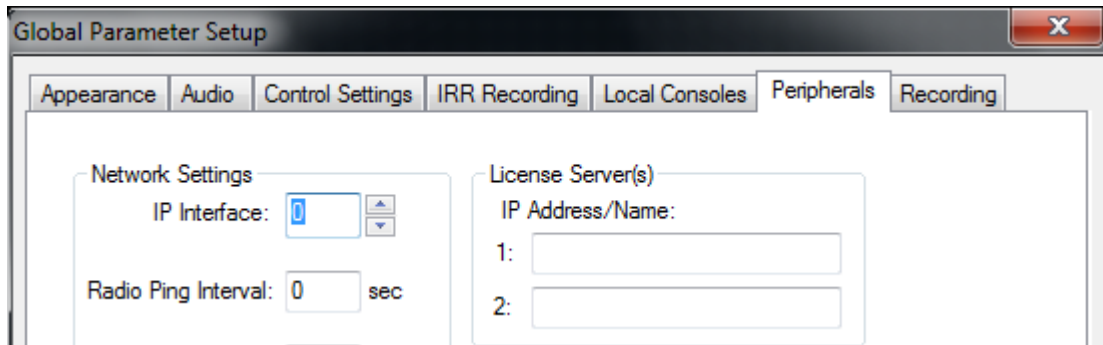 Global Parameter Setup
Appearance Audio Control Settings IRR Recording Local Consoles Peripherals Recording
Network Settings
IP Interface: 0
Radio Ping Interval: 0 sec
License Server(s)
IP Address/Name:
1:
2: